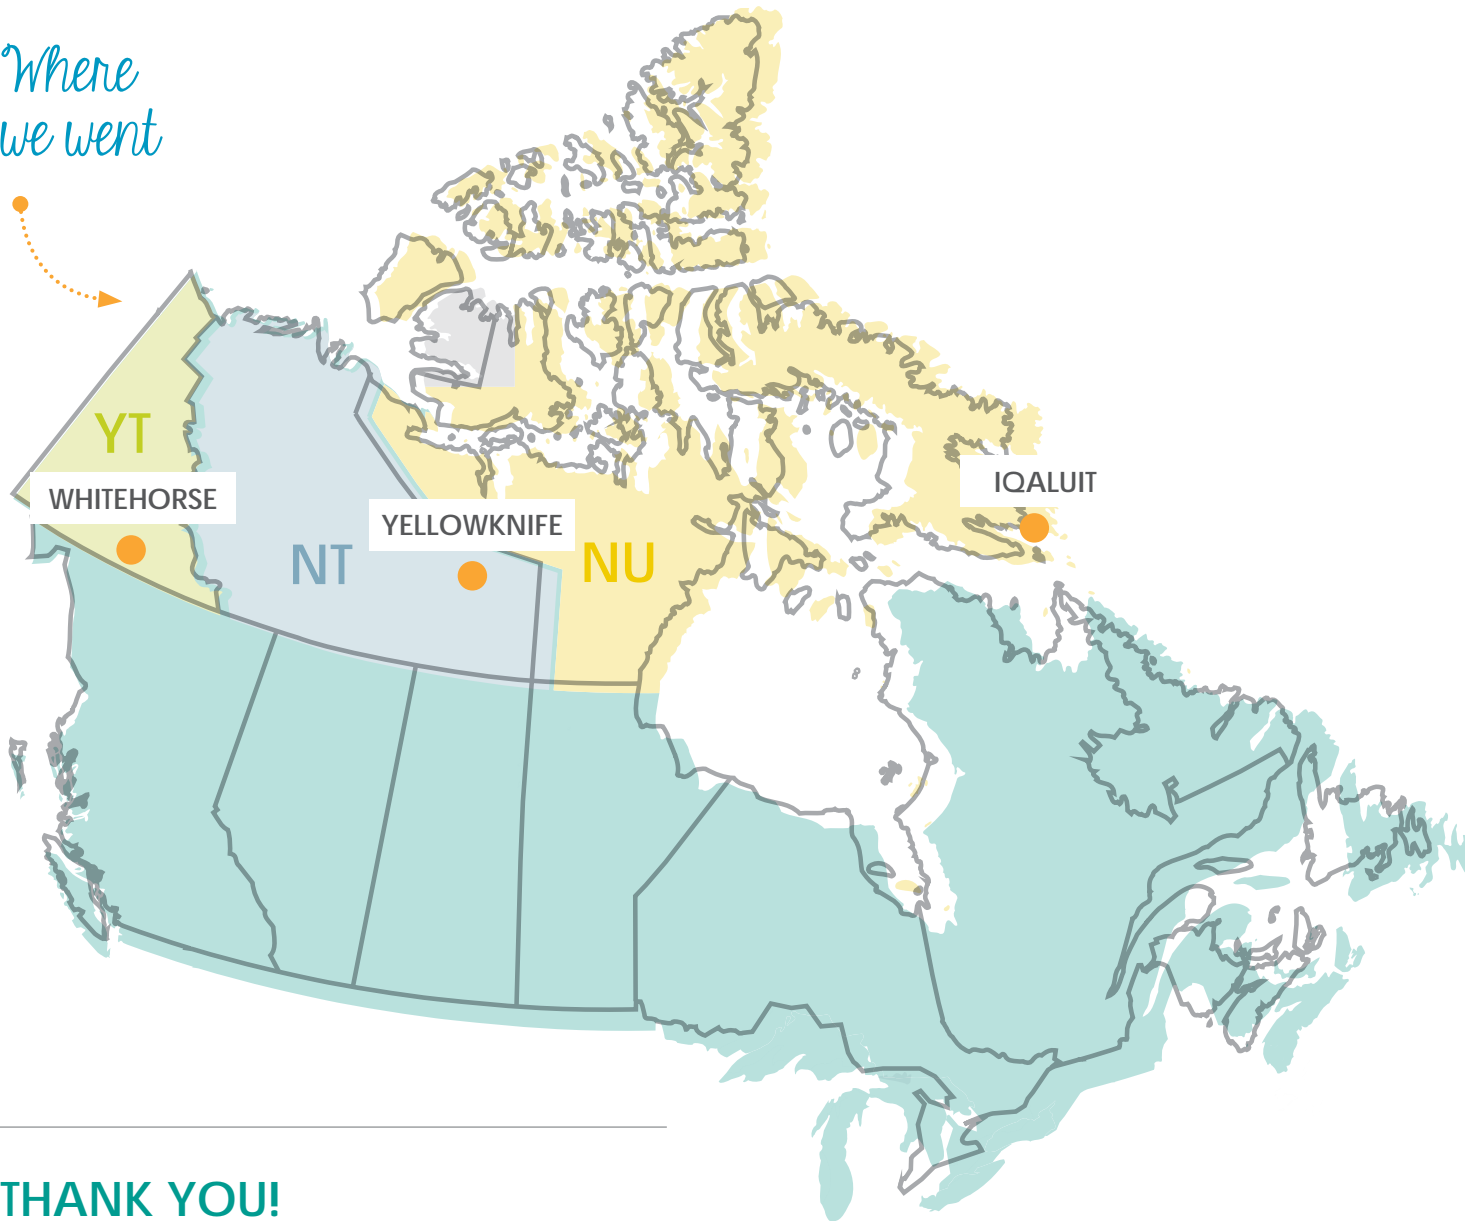 Where
we went
YT
WHITEHORSE
IQALUIT
YELLOWKNIFE
NT
NU
THANK YOU!